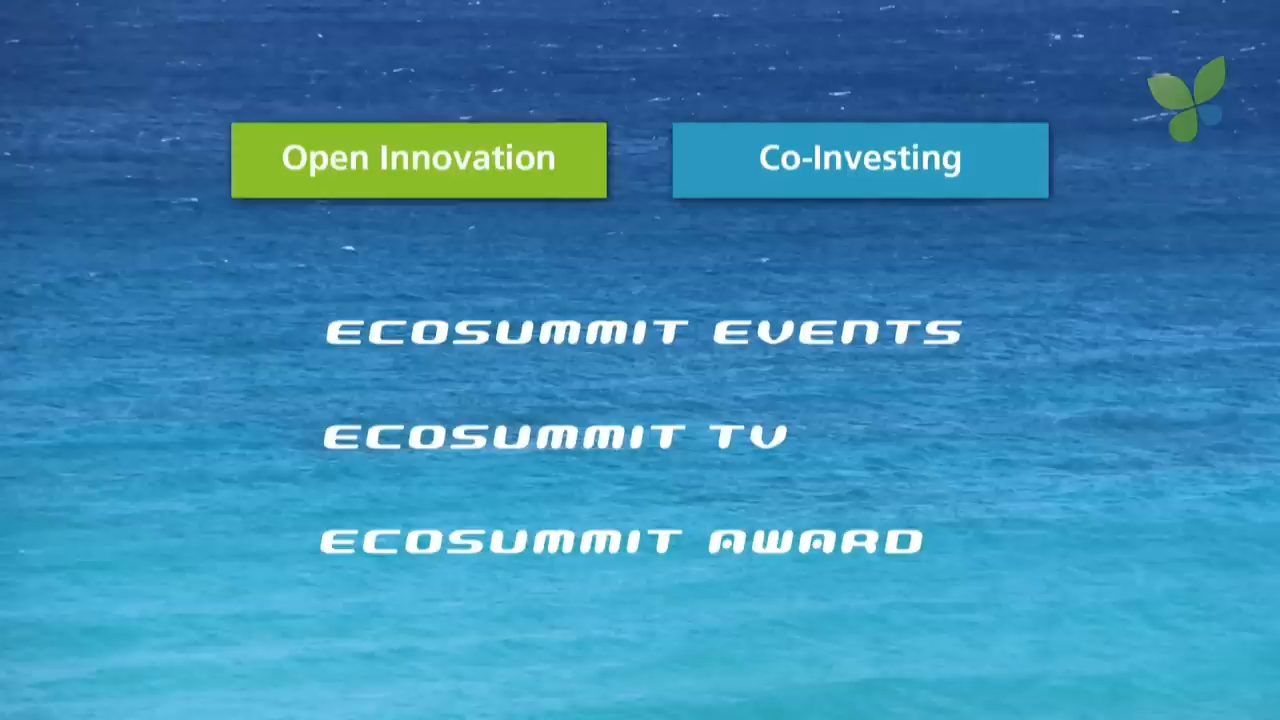 Open Innovation
Co-Investing
ECOSUMMIT EVENTS
ECOSUMMIT TV
ECOSUMMIT AWARD